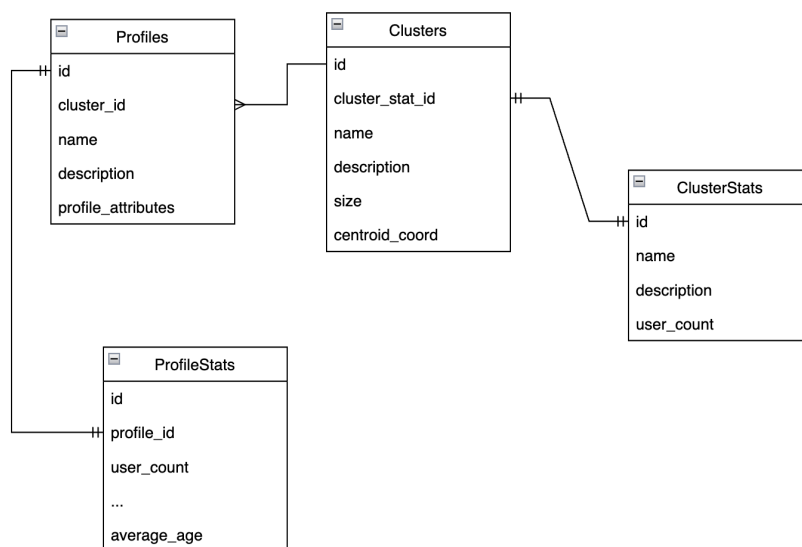 Profiles
id
cluster_id
name
description
profile_attributes
Clusters
id
cluster_stat_id
name
description
size
centroid_coord
ClusterStats
id
name
description
user_count
ProfileStats
id
profile_id
user_count
...
average_age